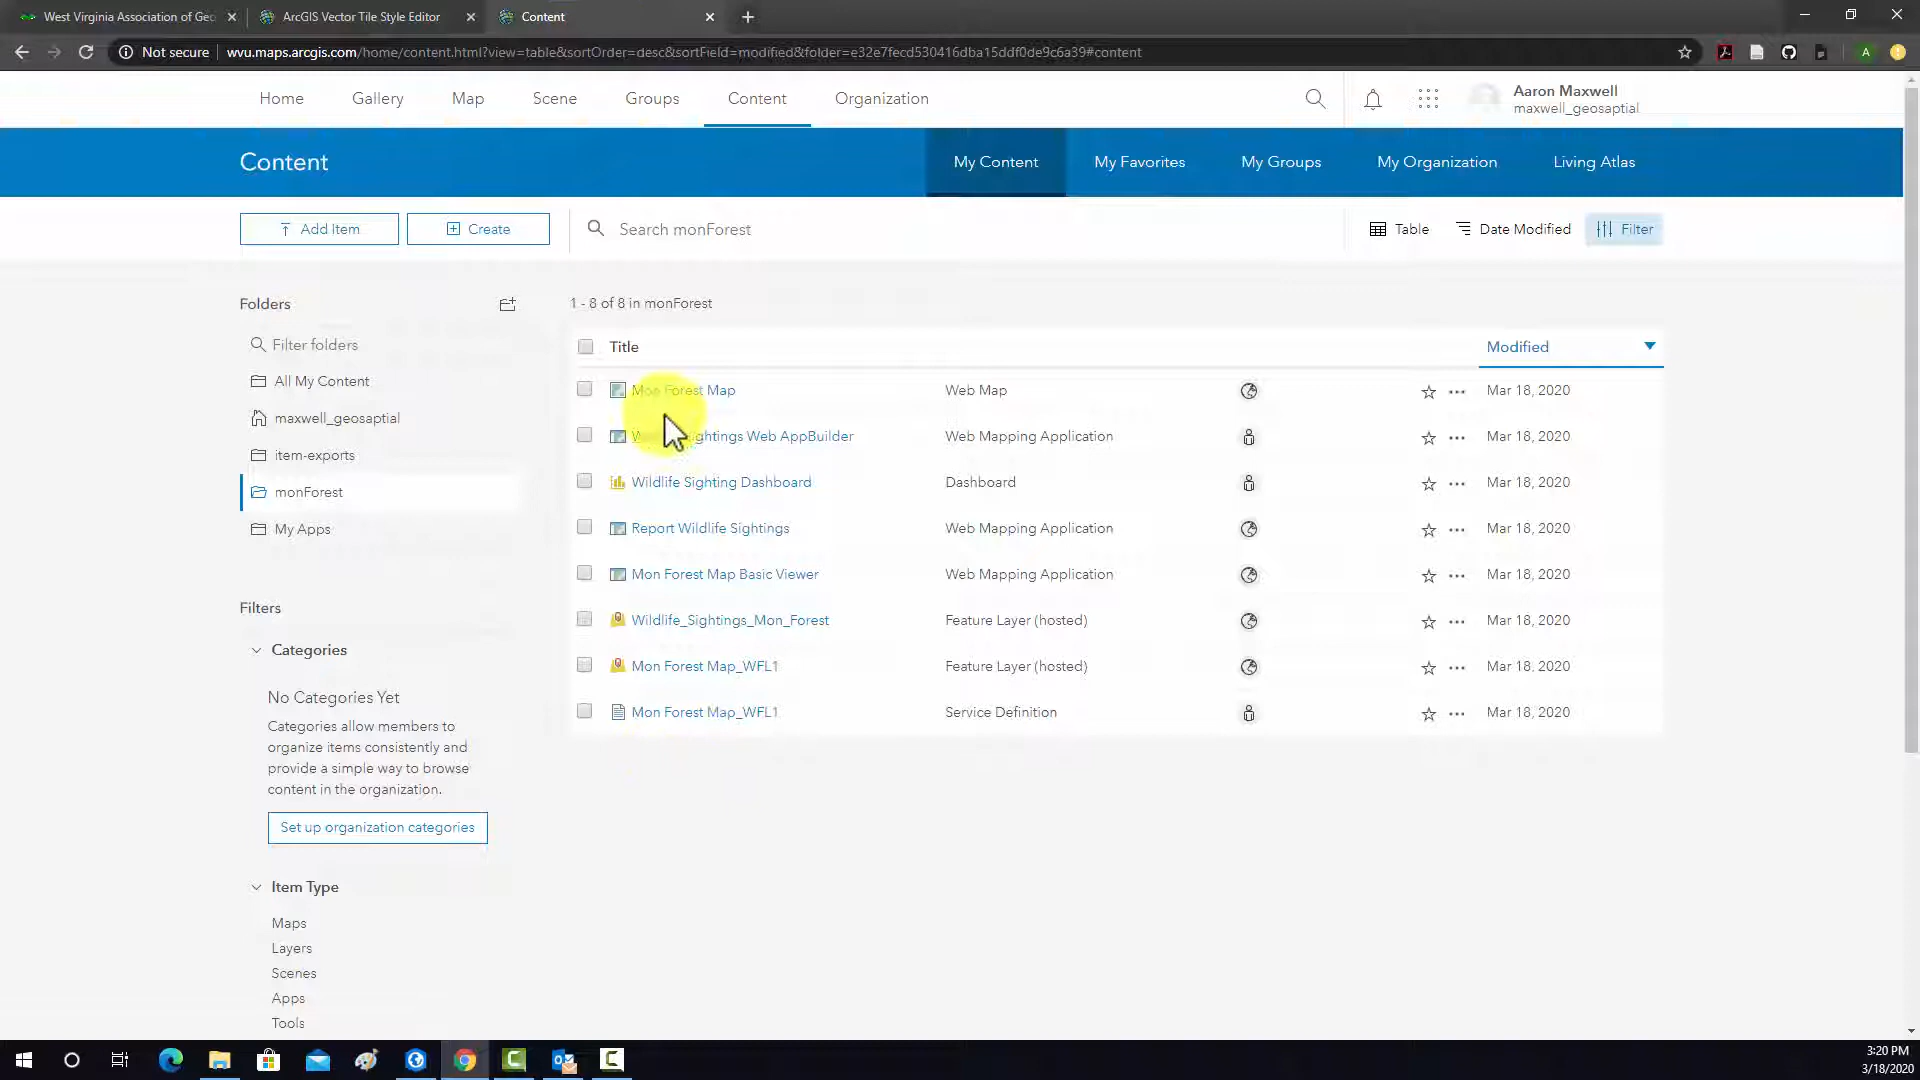 West Virginia Association of Geo
ArcGIS Vector Tile Style Editor
Content
Not secure
wvu.maps.arcgis.com/home/content.html?view=table&sortOrder=desc&sortField=modified&folder=e32e7fecd530416dba15ddf0de9c6a39#content
A
Home
Gallery
Map
Scene
Groups
Content
Organization
Aaron Maxwell
maxwell_geosaptial
Content
My Content
My Favorites
My Groups
My Organization
Living Atlas
Add Item
Create
Search monForest
Table
Date Modified
Filter
Folders
1 - 8 of 8 in monForest
Filter folders
Title
Modified
All My Content
maxwell_geosaptial
item-exports
monForest
My Apps
Mon Forest Map Web Map Mar 18, 2020
Sightings Web AppBuilder Web Mapping Application Mar 18, 2020
Wildlife Sighting Dashboard Dashboard Mar 18, 2020
Report Wildlife Sightings Web Mapping Application Mar 18, 2020
Mon Forest Map Basic Viewer Web Mapping Application Mar 18, 2020
Wildlife_Sightings_Mon_Forest Feature Layer (hosted) Mar 18, 2020
Mon Forest Map_WFL1 Feature Layer (hosted) Mar 18, 2020
Mon Forest Map_WFL1 Service Definition Mar 18, 2020
Filters
Categories
No Categories Yet
Categories allow members to
organize items consistently and
provide a simple way to browse
content in the organization.
Set up organization categories
Item Type
Maps
Layers
Scenes
Apps
Tools
3:20 PM
3/18/2020